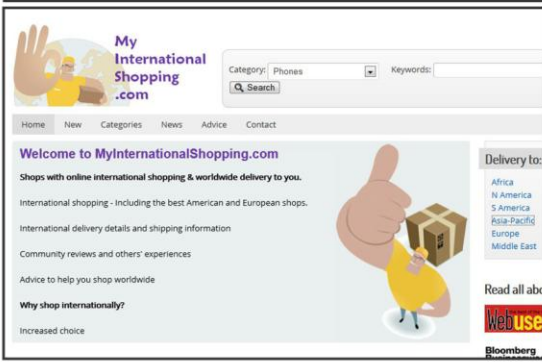 My
International
Shopping
.com
Category: Phones Keywords:
Search
Home New Categories News Advice Contact
Welcome to MyInternationalShopping.com
Shops with online international shopping & worldwide delivery to you.
International shopping - Including the best American and European shops.
International delivery details and shipping information
Community reviews and others' experiences
Advice to help you shop worldwide
Why shop internationally?
Increased choice
Delivery to:
Africa
N America
S America
Asia-Pacific
Europe
Middle East
Read all abo
Webuse
Bloomberg